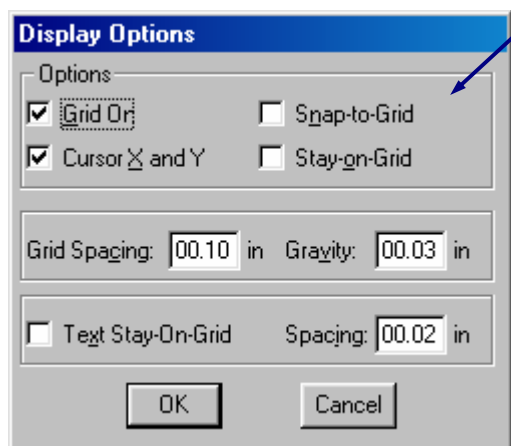 Display Options
Options
Grid On
Snap-to-Grid
Cursor X and Y
Stay-on-Grid
Grid Spacing: 00.10 in Gravity: 00.03 in
Text Stay-On-Grid Spacing: 00.02 in
OK Cancel